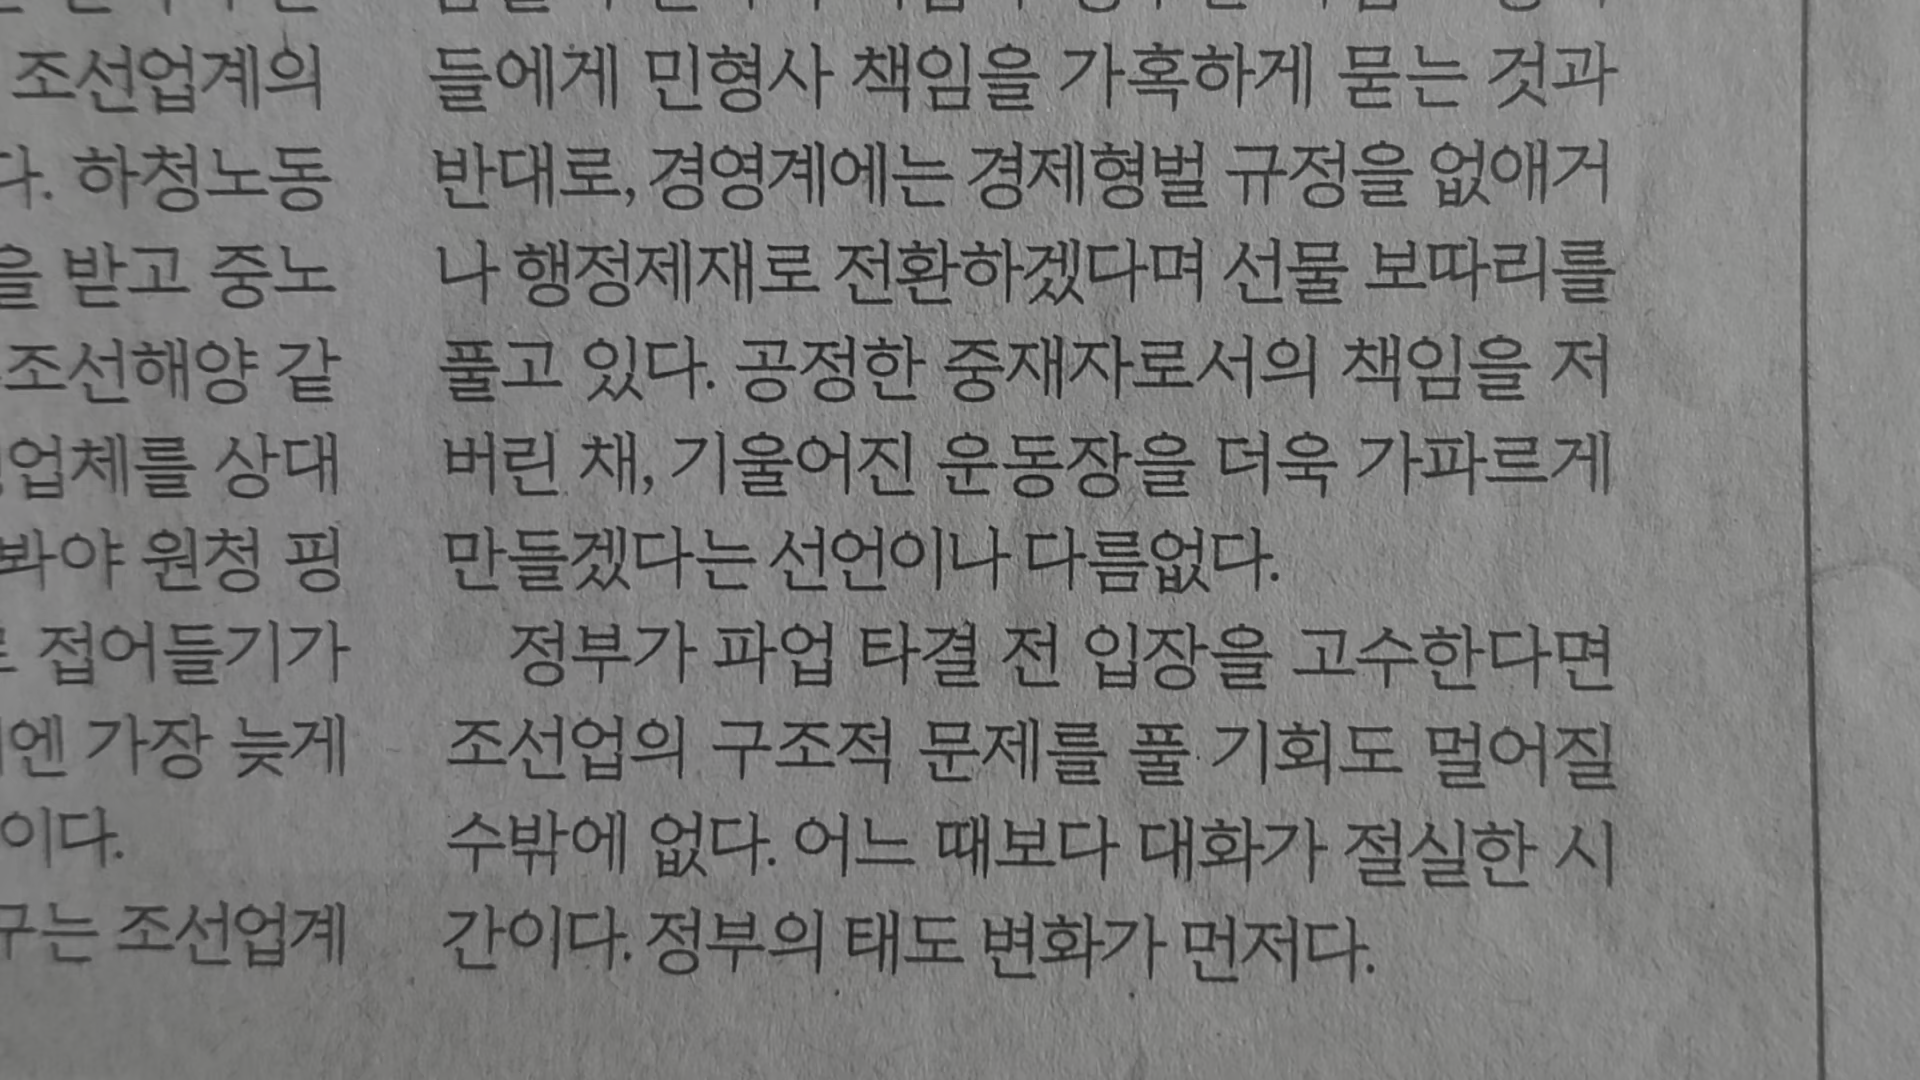 조선업계의
다. 하청노동
을 받고 중노
조선해양 같
업체를 상대
봐야 원청 핑
접어들기가
엔 가장 늦게
이다.
구는 조선업계
들에게 민형사 책임을 가혹하게 묻는 것과
반대로, 경영계에는 경제형벌 규정을 없애거
나 행정제재로 전환하겠다며 선물 보따리를
풀고 있다. 공정한 중재자로서의 책임을 저
버린 채, 기울어진 운동장을 더욱 가파르게
만들겠다는 선언이나 다름없다.
정부가 파업 타결 전 입장을 고수한다면
조선업의 구조적 문제를 풀 기회도 멀어질
수밖에 없다. 어느 때보다 대화가 절실한 시
간이다. 정부의 태도 변화가 먼저다.